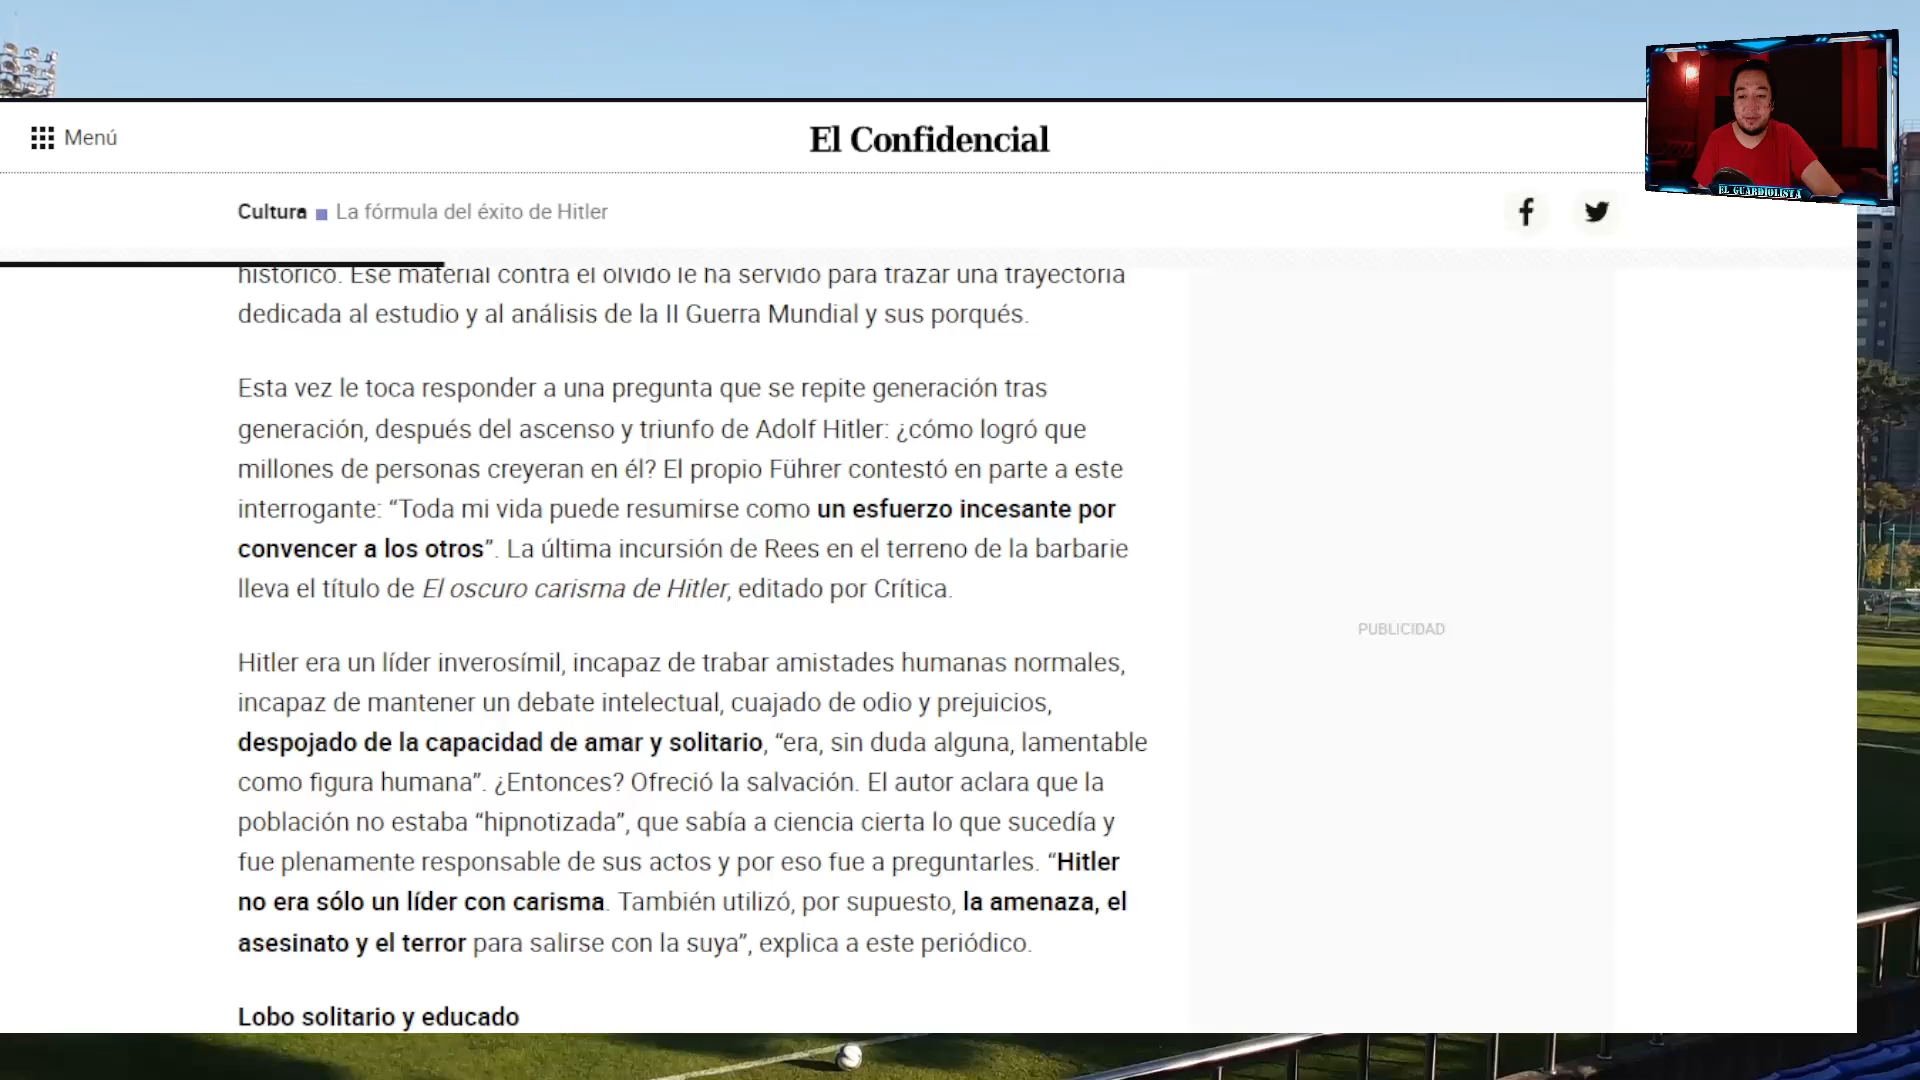 Menú
El Confidencial
EL GUARDIOLISTA
Cultura La fórmula del éxito de Hitler
histórico. Ese material contra el olvido le ha servido para trazar una trayectoria
dedicada al estudio y al análisis de la II Guerra Mundial y sus porqués.
Esta vez le toca responder a una pregunta que se repite generación tras
generación, después del ascenso y triunfo de Adolf Hitler: ¿cómo logró que
millones de personas creyeran en él? El propio Führer contestó en parte a este
interrogante: “Toda mi vida puede resumirse como un esfuerzo incesante por
convencer a los otros”. La última incursión de Rees en el terreno de la barbarie
lleva el título de El oscuro carisma de Hitler, editado por Crítica.
PUBLICIDAD
Hitler era un líder inverosímil, incapaz de trabar amistades humanas normales,
incapaz de mantener un debate intelectual, cuajado de odio y prejuicios,
despojado de la capacidad de amar y solitario, “era, sin duda alguna, lamentable
como figura humana”. ¿Entonces? Ofreció la salvación. El autor aclara que la
población no estaba “hipnotizada”, que sabía a ciencia cierta lo que sucedía y
fue plenamente responsable de sus actos y por eso fue a preguntarles. “Hitler
no era sólo un líder con carisma. También utilizó, por supuesto, la amenaza, el
asesinato y el terror para salirse con la suya”, explica a este periódico.
Lobo solitario y educado